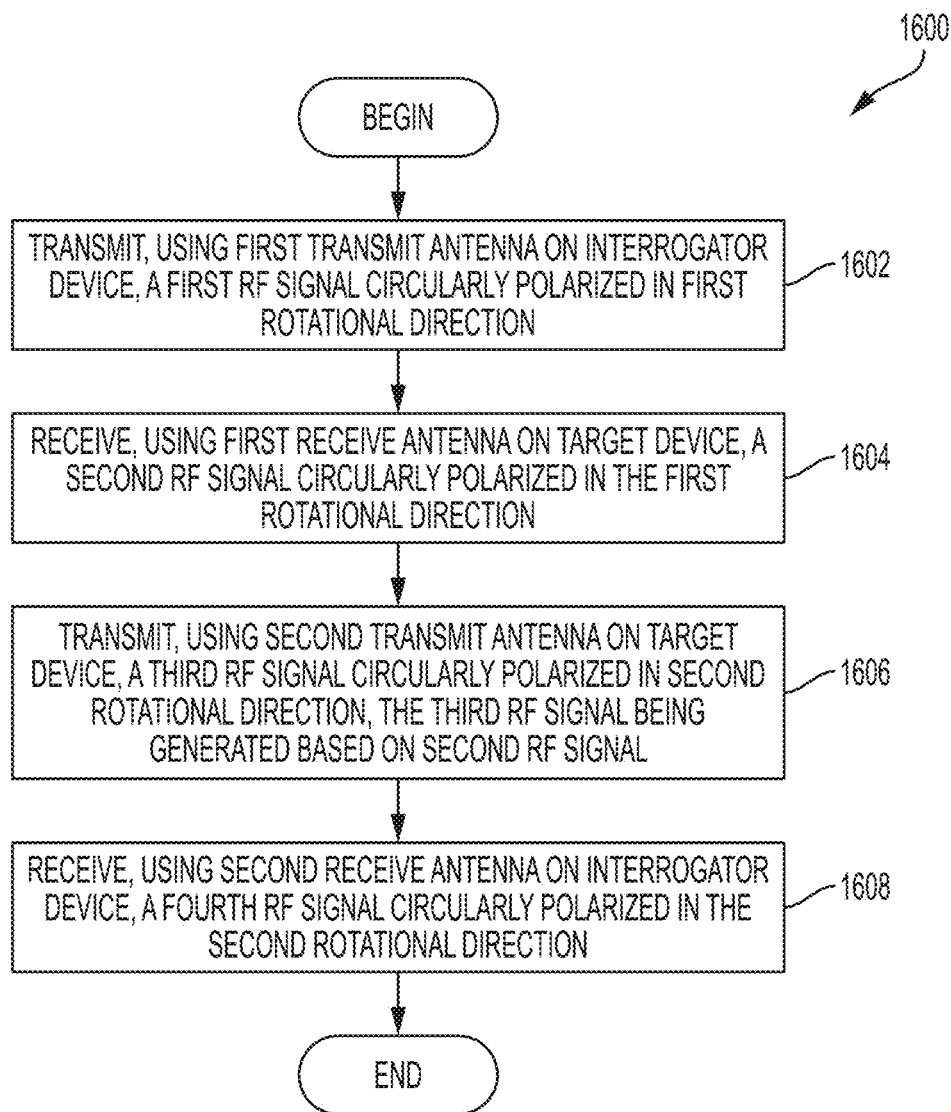 1600
BEGIN
TRANSMIT, USING FIRST TRANSMIT ANTENNA ON INTERROGATOR
DEVICE, A FIRST RF SIGNAL CIRCULARLY POLARIZED IN FIRST
ROTATIONAL DIRECTION
1602
RECEIVE, USING FIRST RECEIVE ANTENNA ON TARGET DEVICE, A
SECOND RF SIGNAL CIRCULARLY POLARIZED IN THE FIRST
ROTATIONAL DIRECTION
1604
TRANSMIT, USING SECOND TRANSMIT ANTENNA ON TARGET
DEVICE, A THIRD RF SIGNAL CIRCULARLY POLARIZED IN SECOND
ROTATIONAL DIRECTION, THE THIRD RF SIGNAL BEING
GENERATED BASED ON SECOND RF SIGNAL
1606
RECEIVE, USING SECOND RECEIVE ANTENNA ON INTERROGATOR
DEVICE, A FOURTH RF SIGNAL CIRCULARLY POLARIZED IN THE
SECOND ROTATIONAL DIRECTION
1608
END